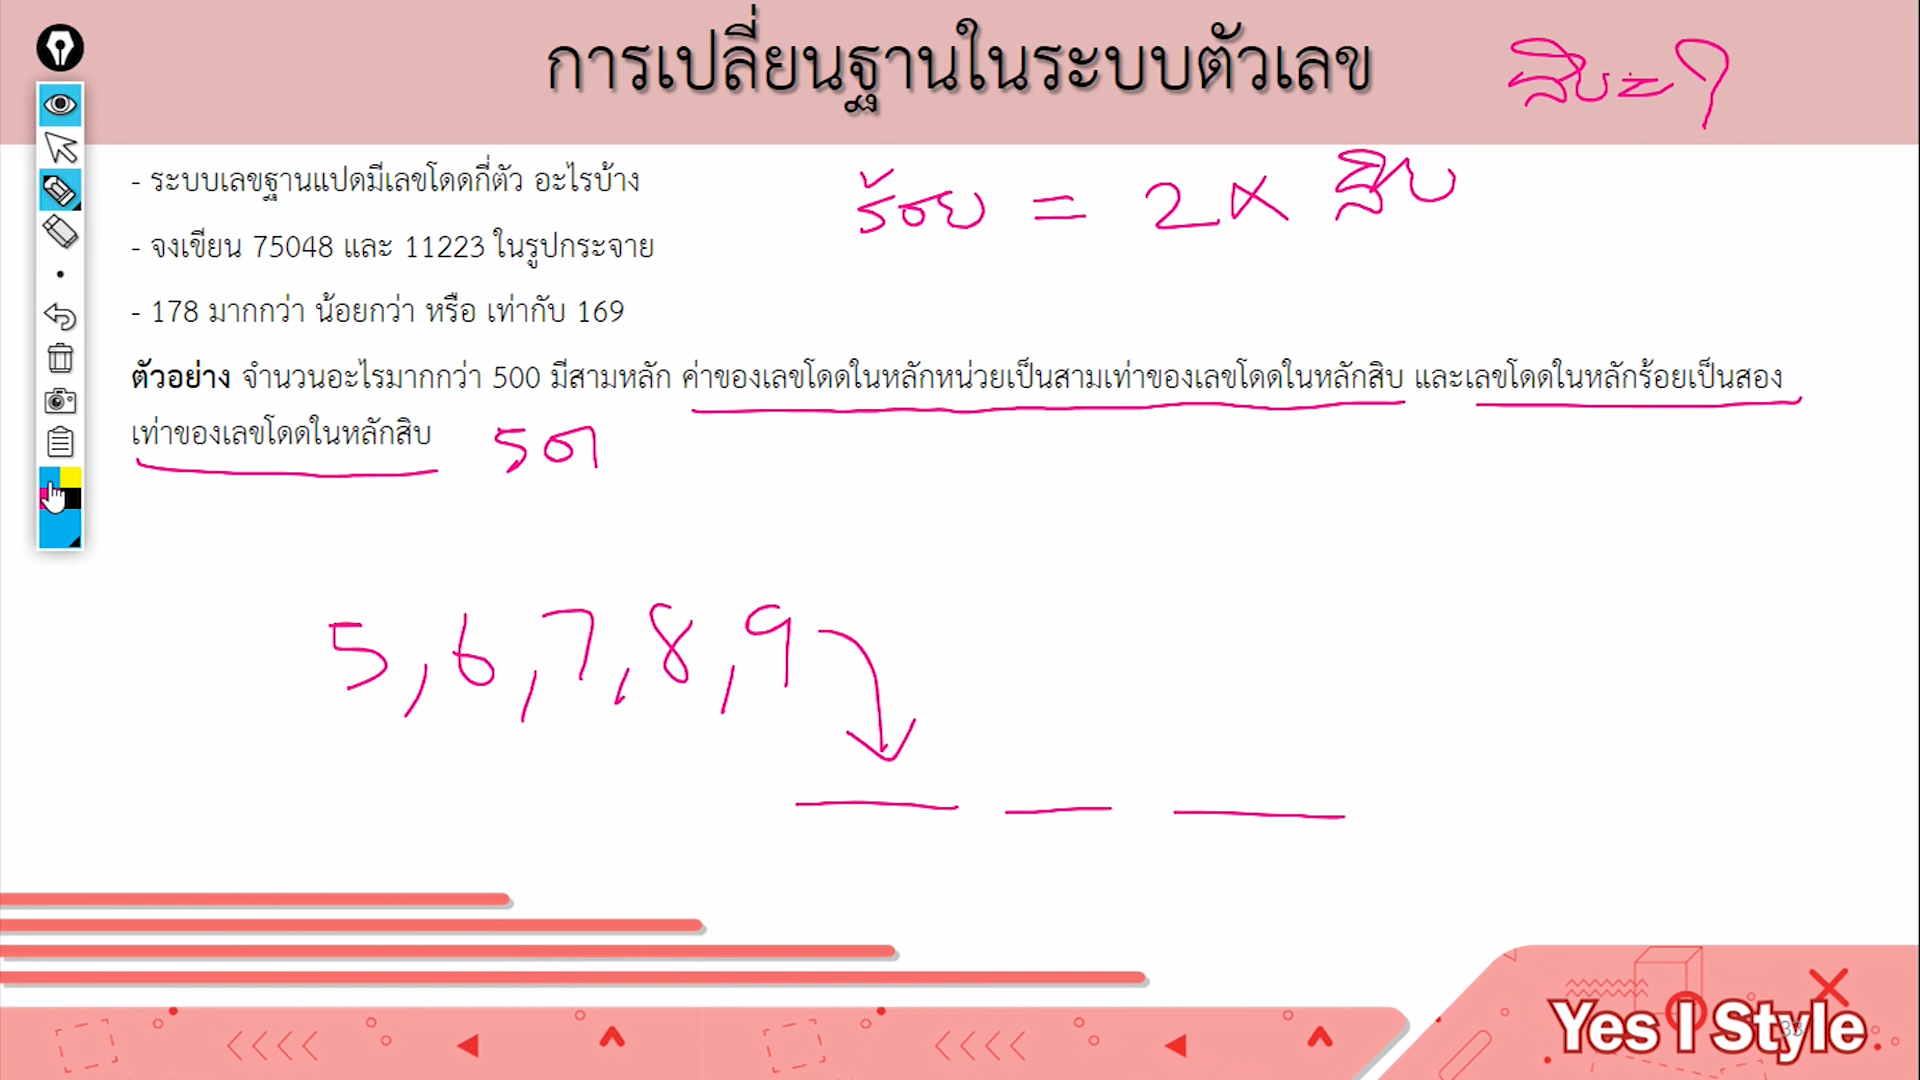 การเปลี่ยนฐานในระบบตัวเลข
สิบ = ?
- ระบบเลขฐานแปดมีเลขโดดกี่ตัว อะไรบ้าง
ร้อย = 2 x สิบ
- จงเขียน 75048 และ 11223 ในรูปกระจาย
- 178 มากกว่า น้อยกว่า หรือ เท่ากับ 169
ตัวอย่าง จำนวนอะไรมากกว่า 500 มีสามหลัก ค่าของเลขโดดในหลักหน่วยเป็นสามเท่าของเลขโดดในหลักสิบ และเลขโดดในหลักร้อยเป็นสอง
เท่าของเลขโดดในหลักสิบ
5, 6, 7, 8, 9
Yes I Style
33